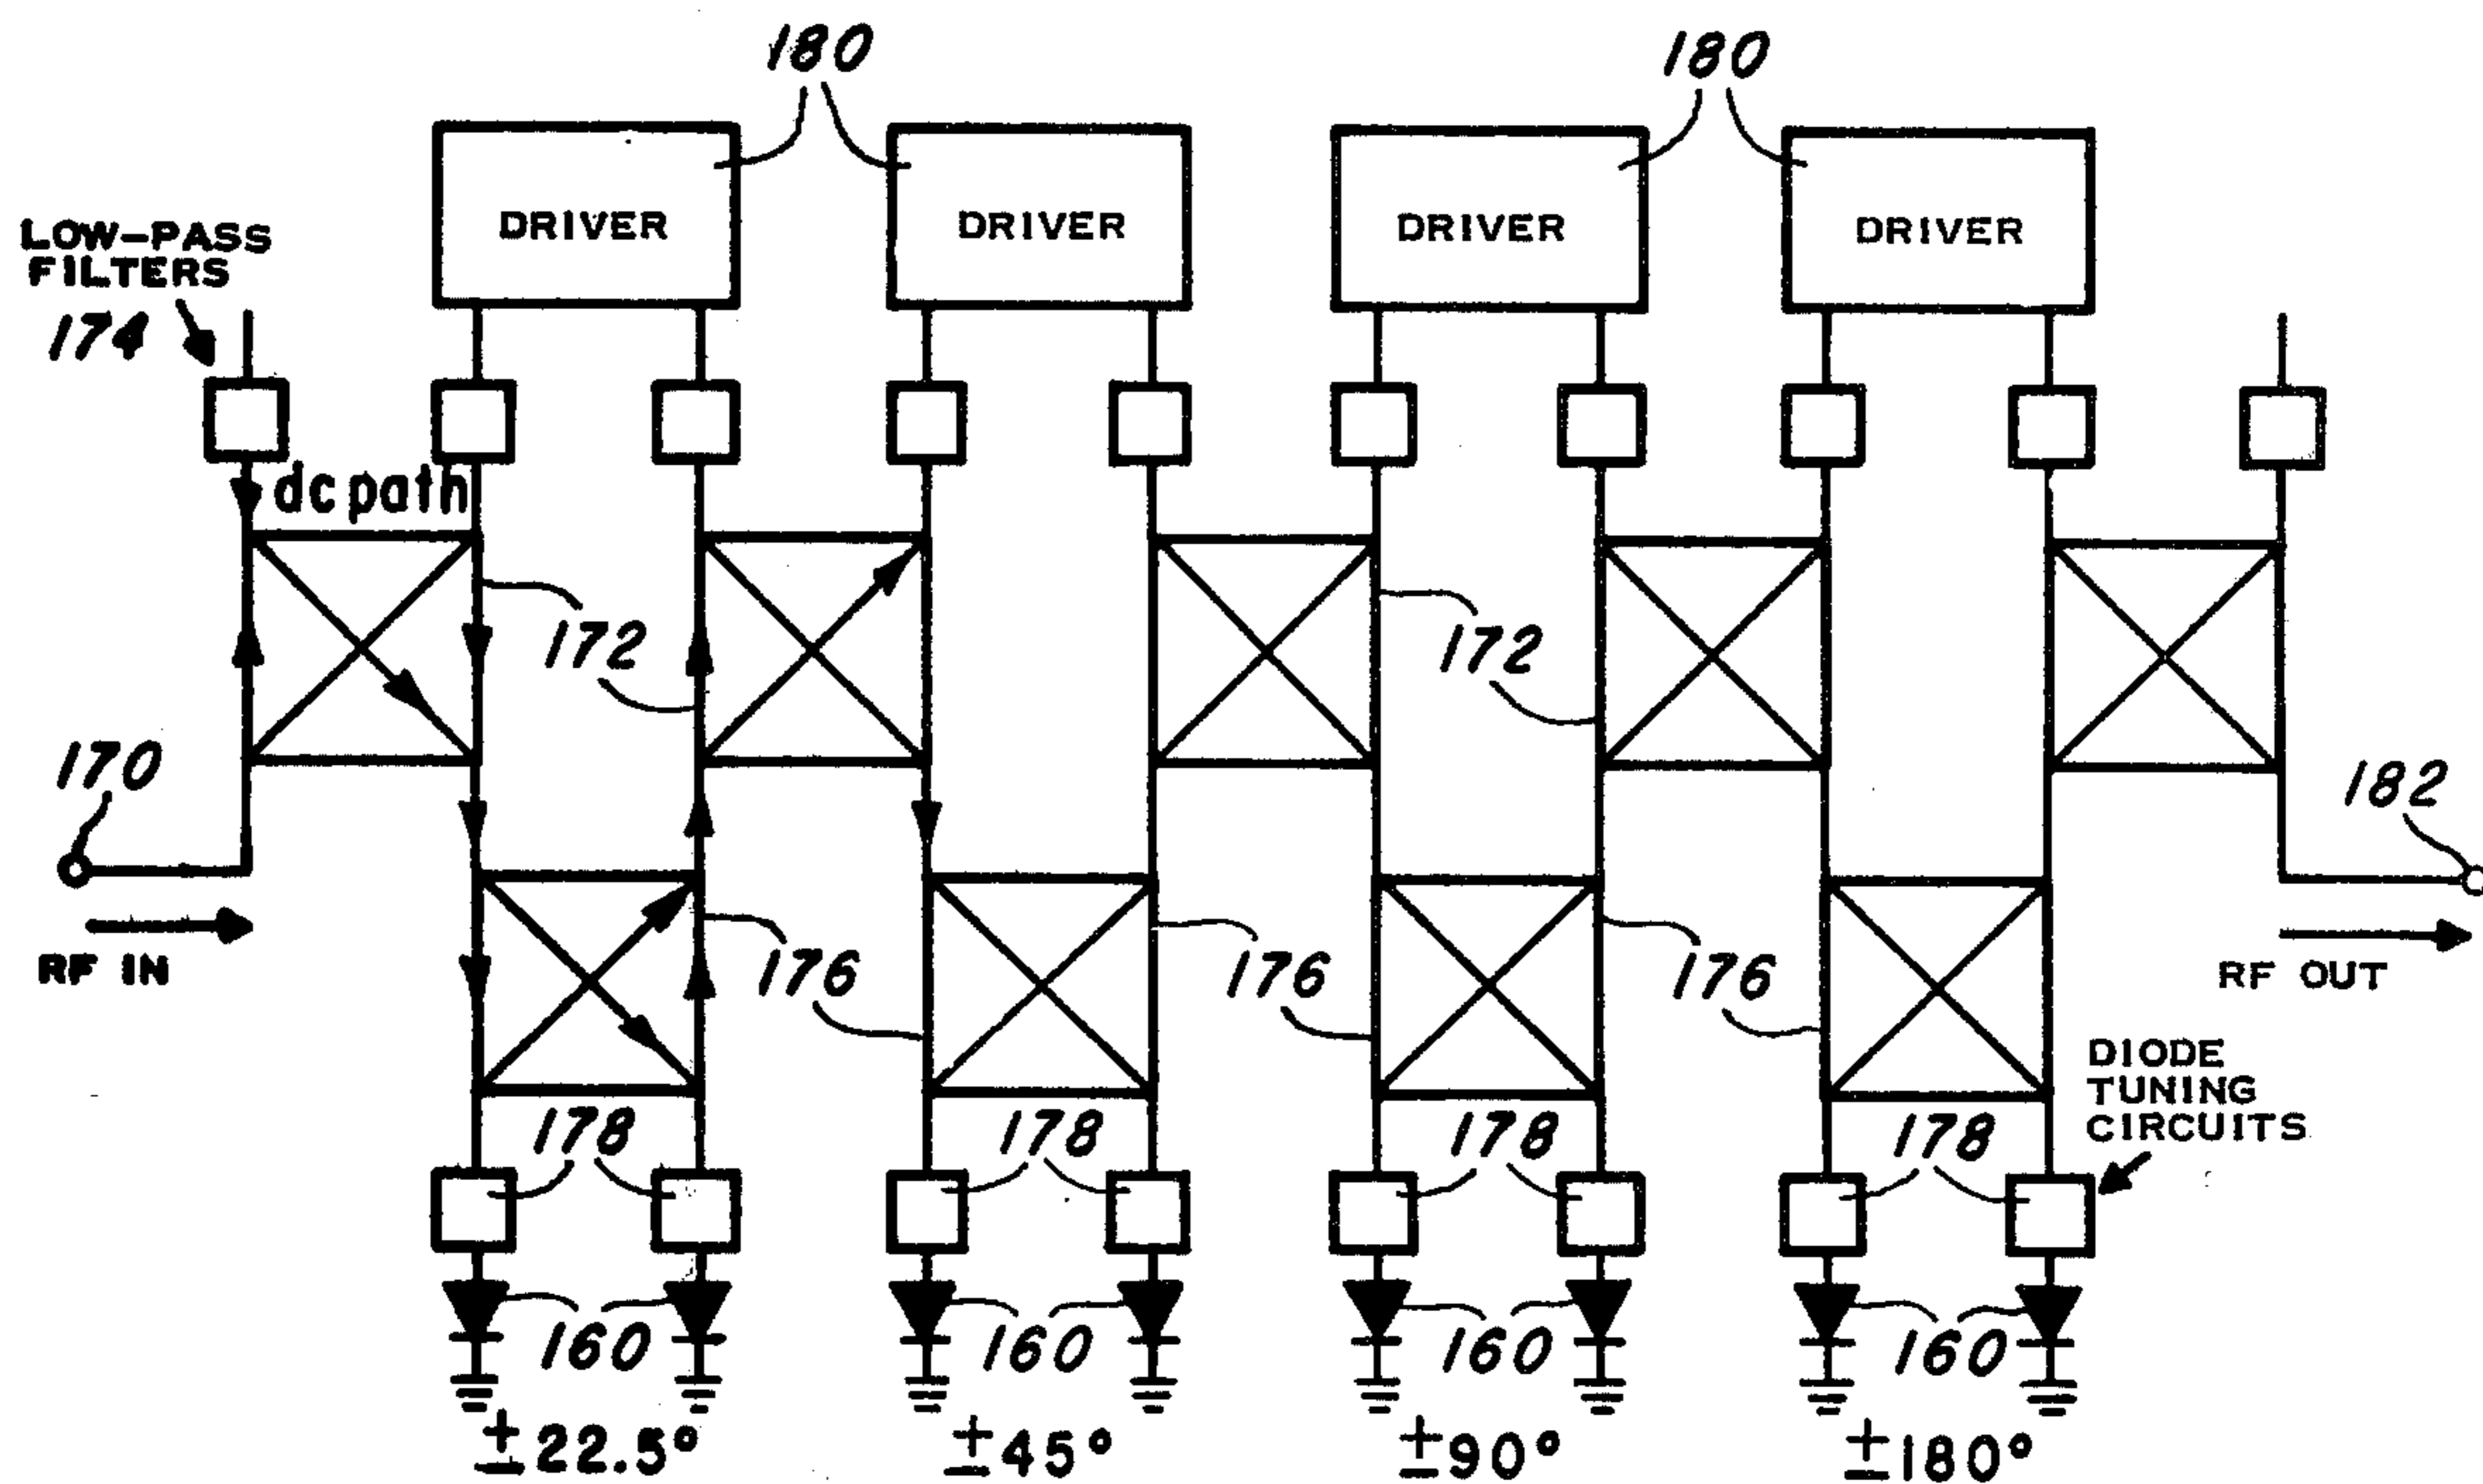 180
180
DRIVER
DRIVER
DRIVER
DRIVER
LOW-PASS
FILTERS
174
dc path
172
172
170
182
RF IN
176
176
176
RF OUT
DIODE
TUNING
CIRCUITS
178
178
178
178
160
160
160
160
±22.5°
±45°
±90°
±180°